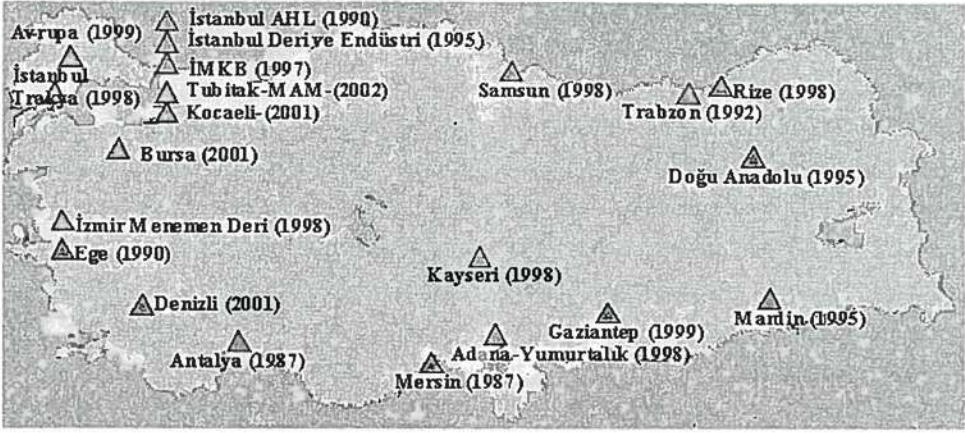 Avrupa (1999)
İstanbul AHL (1990)
İstanbul Deriye Endüstri (1995)
İMKB (1997)
İstanbul
Trakya (1998)
Tubitak-MAM-(2002)
Kocaeli-(2001)
Samsun (1998)
Rize (1998)
Trabzon (1992)
Bursa (2001)
Doğu Anadolu (1995)
İzmir Menemen Deri (1998)
Ege (1990)
Kayseri (1998)
Denizli (2001)
Mardin (1995)
Gaziantep (1999)
Antalya (1987)
Adana-Yumurtalık (1998)
Mersin (1987)